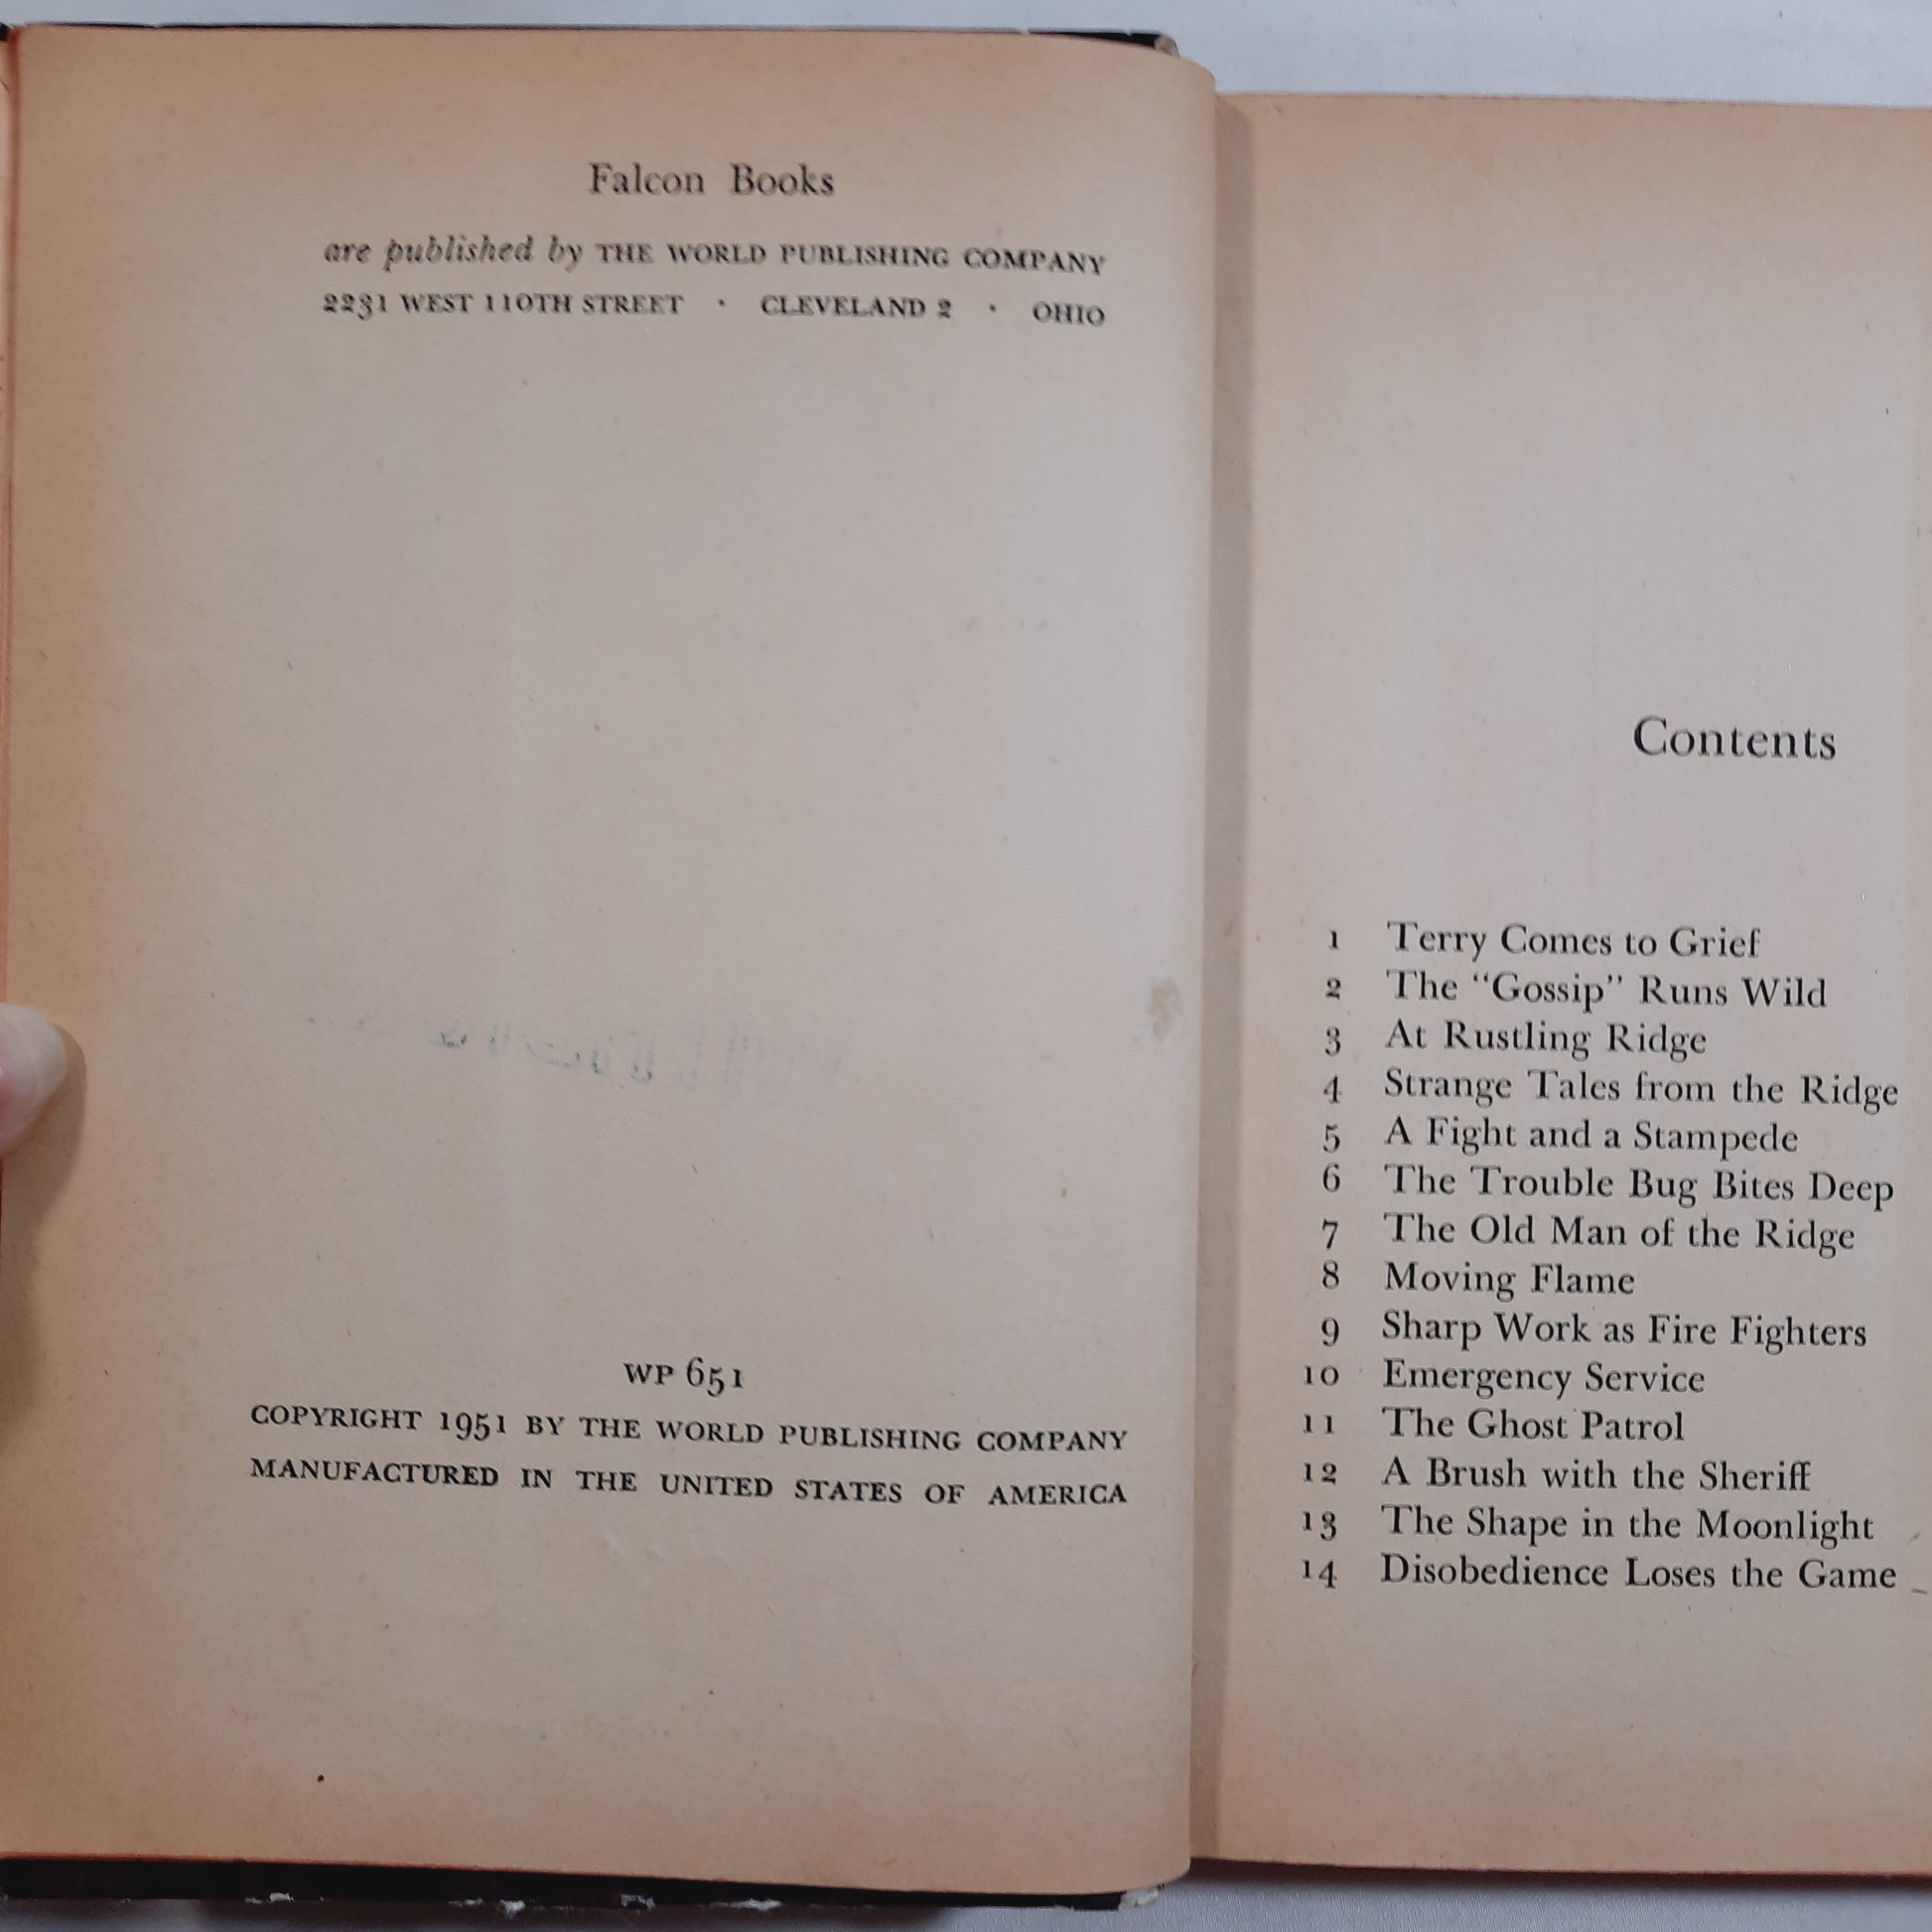 Falcon Books
are published by THE WORLD PUBLISHING COMPANY
2231 WEST 110TH STREET · CLEVELAND 2 · OHIO
WP 651
COPYRIGHT 1951 BY THE WORLD PUBLISHING COMPANY
MANUFACTURED IN THE UNITED STATES OF AMERICA
Contents
1 Terry Comes to Grief
2 The “Gossip” Runs Wild
3 At Rustling Ridge
4 Strange Tales from the Ridge
5 A Fight and a Stampede
6 The Trouble Bug Bites Deep
7 The Old Man of the Ridge
8 Moving Flame
9 Sharp Work as Fire Fighters
10 Emergency Service
11 The Ghost Patrol
12 A Brush with the Sheriff
13 The Shape in the Moonlight
14 Disobedience Loses the Game